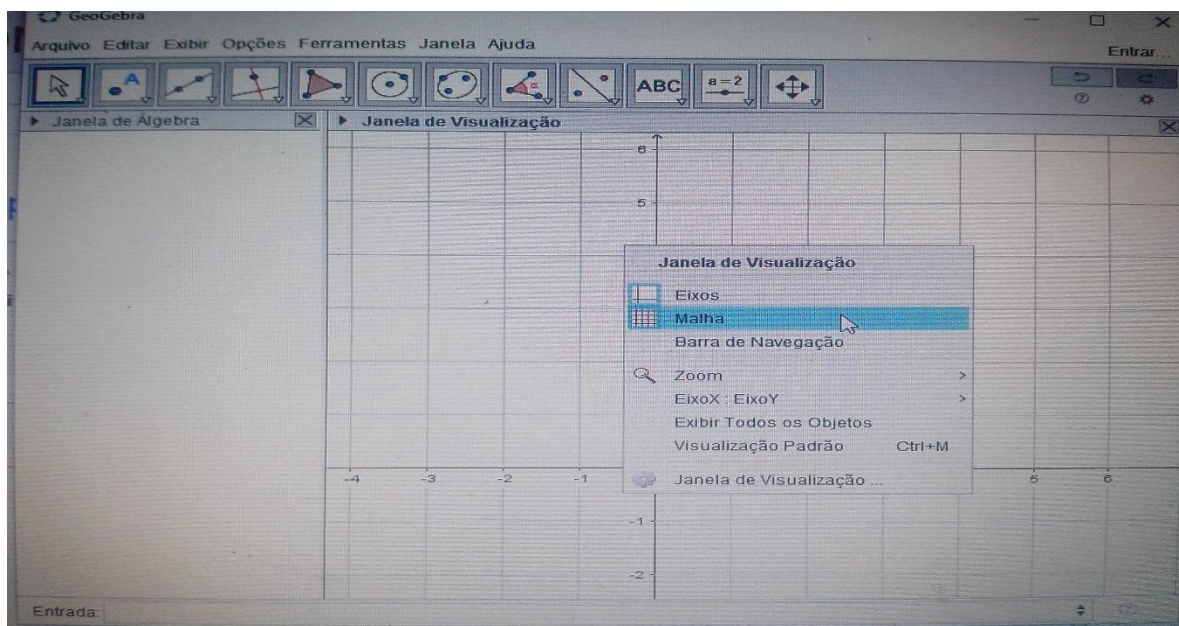 GeoGebra
Arquivo Editar Exibir Opções Ferramentas Janela Ajuda
Entrar...
A
ABC
a=2
Janela de Álgebra
Janela de Visualização
6
5
Janela de Visualização
Eixos
Malha
Barra de Navegação
Zoom >
EixoX : EixoY >
Exibir Todos os Objetos
Visualização Padrão Ctrl+M
Janela de Visualização ...
-4 -3 -2 -1 5 6
-1
-2
Entrada: